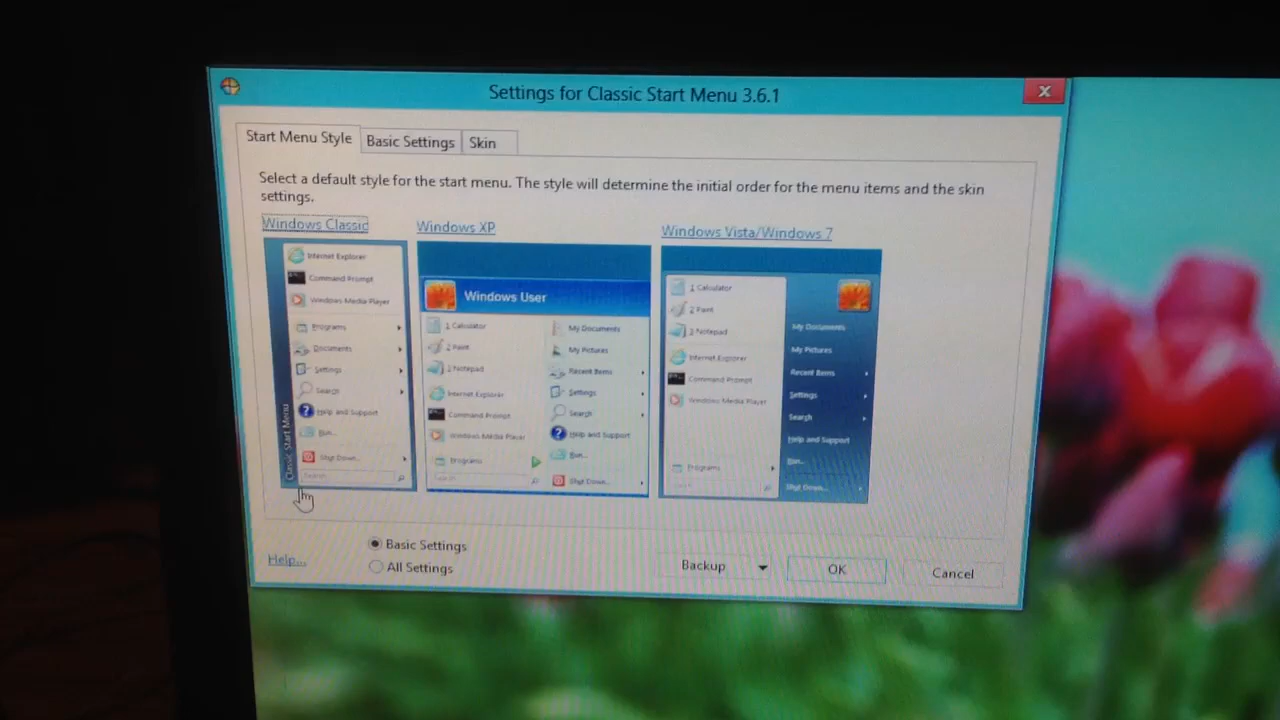 Settings for Classic Start Menu 3.6.1
X
Start Menu Style
Basic Settings
Skin
Select a default style for the start menu. The style will determine the initial order for the menu items and the skin
settings.
Windows Classic
Windows XP
Windows Vista/Windows 7
Internet Explorer
Command Prompt
Windows Media Player
Programs
Documents
Settings
Search
Help and Support
Run...
Shut Down...
Search
Classic Start Menu
Windows User
1 Calculator
2 Paint
3 Notepad
Internet Explorer
Command Prompt
Windows Media Player
Programs
Search
My Documents
My Pictures
Recent Items
Settings
Search
Help and Support
Run...
Shut Down...
1 Calculator
2 Paint
3 Notepad
Internet Explorer
Command Prompt
Windows Media Player
Programs
Search
My Documents
My Pictures
Recent Items
Settings
Search
Help and Support
Run...
Shut Down...
Help...
Basic Settings
All Settings
Backup
OK
Cancel